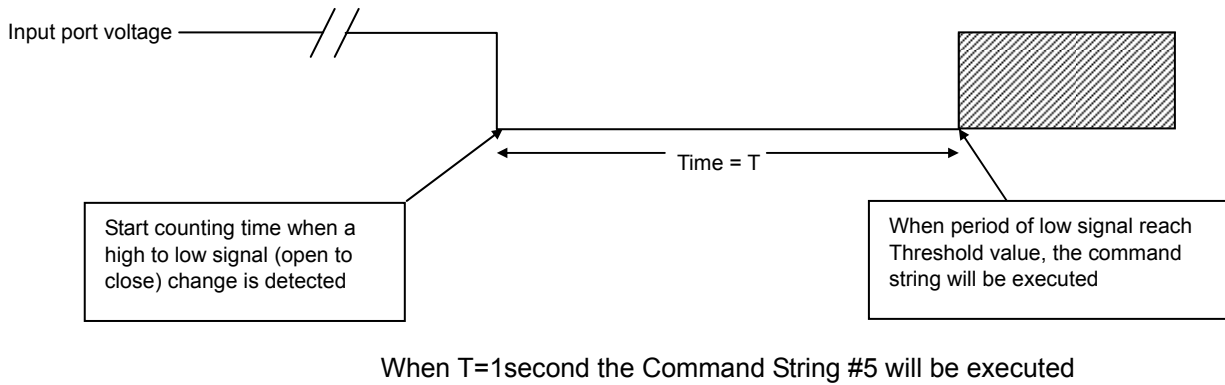 Input port voltage
Time = T
Start counting time when a
high to low signal (open to
close) change is detected
When period of low signal reach
Threshold value, the command
string will be executed
When T=1second the Command String #5 will be executed